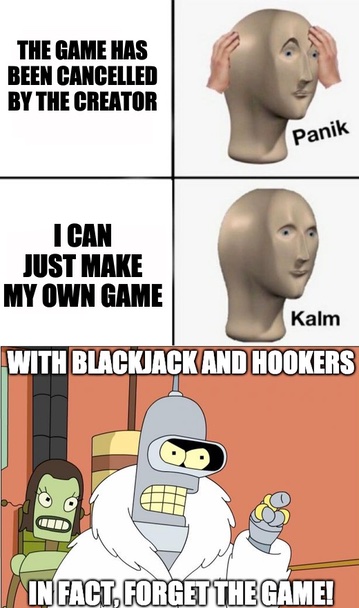 THE GAME HAS
BEEN CANCELLED
BY THE CREATOR
Panik
I CAN
JUST MAKE
MY OWN GAME
Kalm
WITH BLACKJACK AND HOOKERS
IN FACT, FORGET THE GAME!